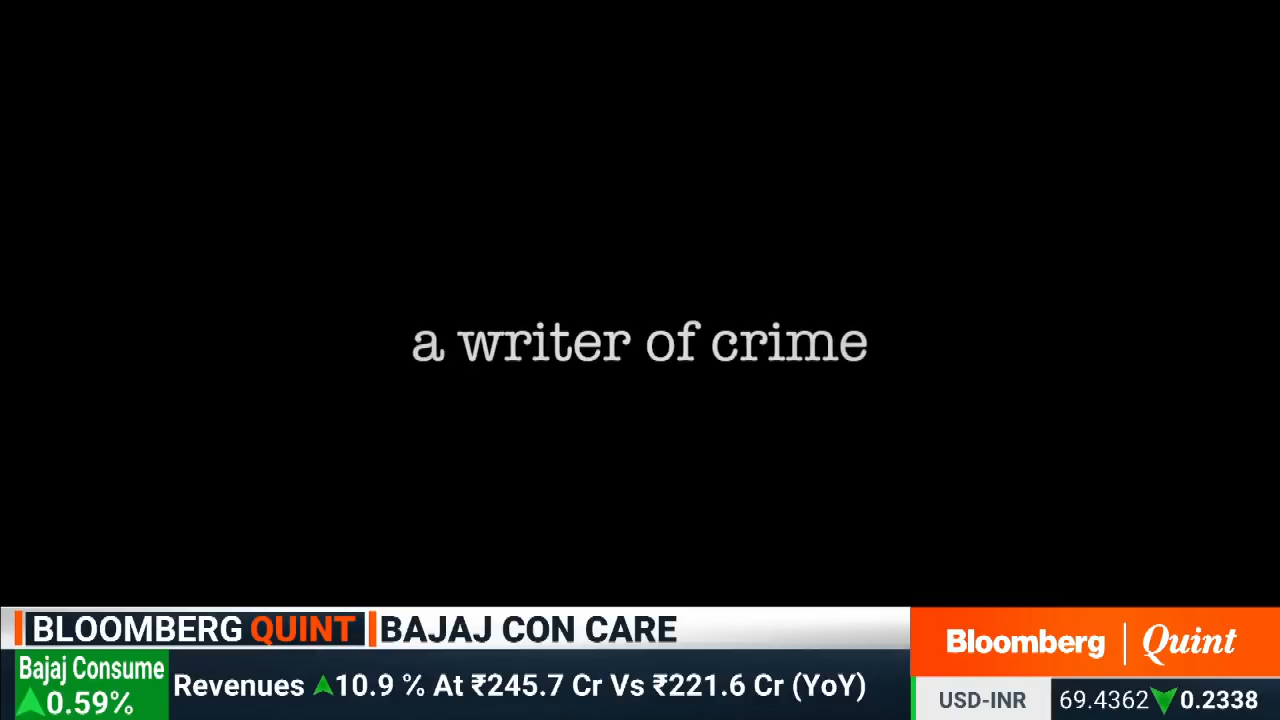 a writer of crime
BLOOMBERG QUINT BAJAJ CON CARE
Bloomberg | Quint
Bajaj Consume
▲0.59%
Revenues ▲10.9 % At ₹245.7 Cr Vs ₹221.6 Cr (YoY)
USD-INR 69.4362▼0.2338